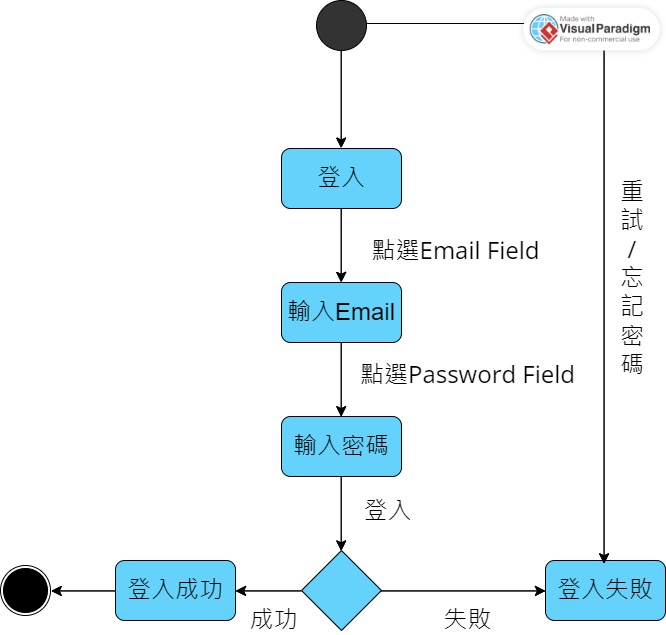 Made with
VisualParadigm
For non-commercial use
登入
點選Email Field
輸入Email
點選Password Field
輸入密碼
登入
登入成功
成功
失敗
登入失敗
重
試
/
忘
記
密
碼